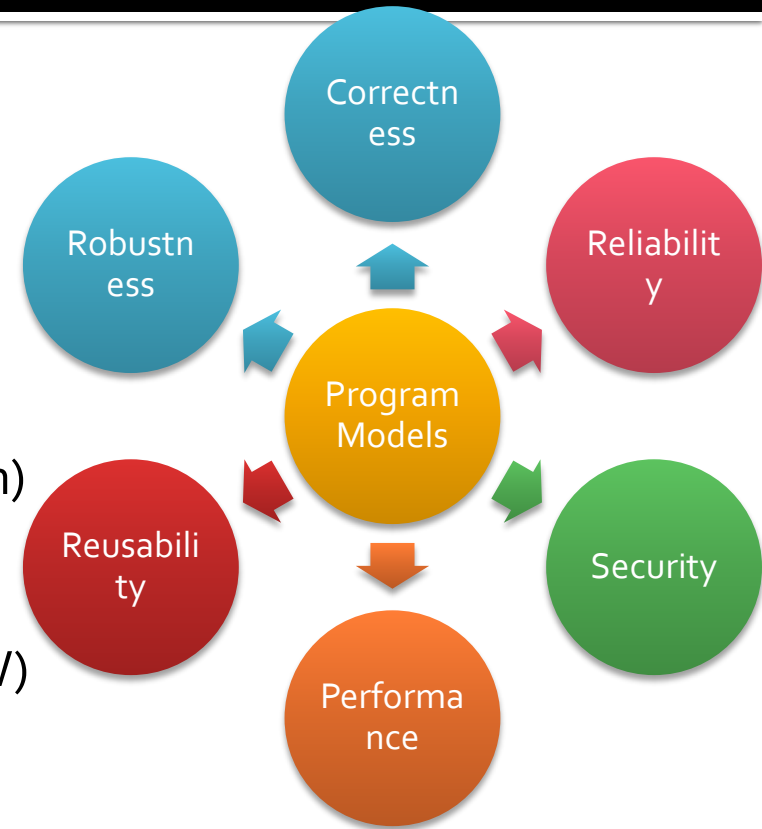 Correctn
ess
Robustn
ess
Reliabilit
y
Program
Models
n)
Reusabili
ty
Security
/)
Performa
nce